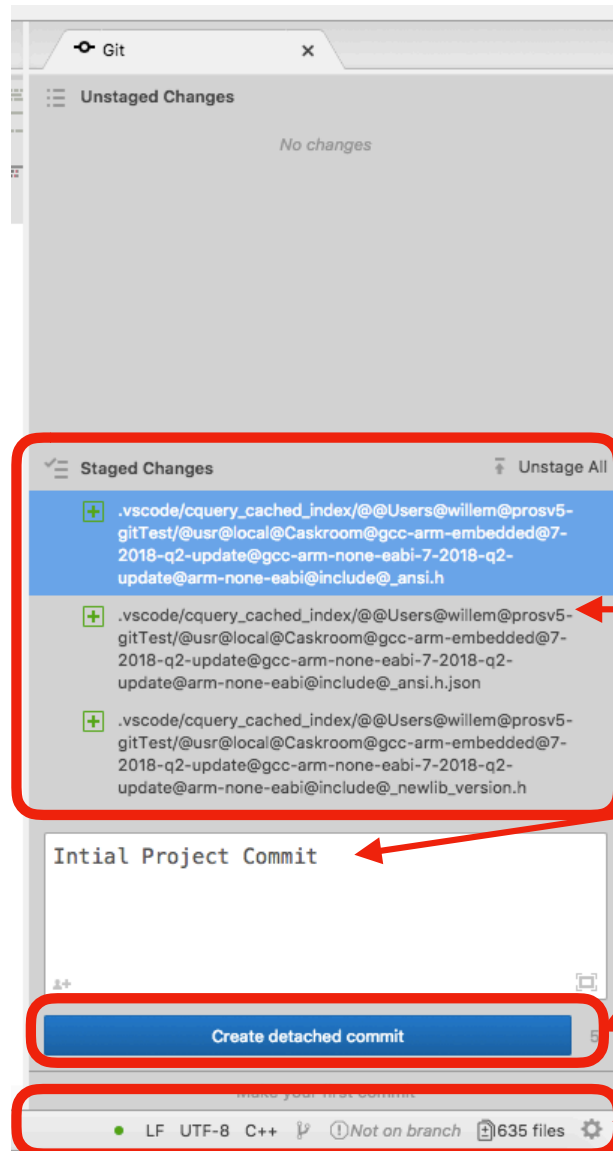 Git
Unstaged Changes
No changes
Staged Changes
Unstage All
.vscode/cquery_cached_index/@@Users@willem@prosv5-
gitTest/@usr@local@Caskroom@gcc-arm-embedded@7-
2018-q2-update@gcc-arm-none-eabi-7-2018-q2-
update@arm-none-eabi@include@_ansi.h
.vscode/cquery_cached_index/@@Users@willem@prosv5-
gitTest/@usr@local@Caskroom@gcc-arm-embedded@7-
2018-q2-update@gcc-arm-none-eabi-7-2018-q2-
update@arm-none-eabi@include@_ansi.h.json
.vscode/cquery_cached_index/@@Users@willem@prosv5-
gitTest/@usr@local@Caskroom@gcc-arm-embedded@7-
2018-q2-update@gcc-arm-none-eabi-7-2018-q2-
update@arm-none-eabi@include@_newlib_version.h
Intial Project Commit
Create detached commit
Make your first commit
LF UTF-8 C++ Not on branch 635 files